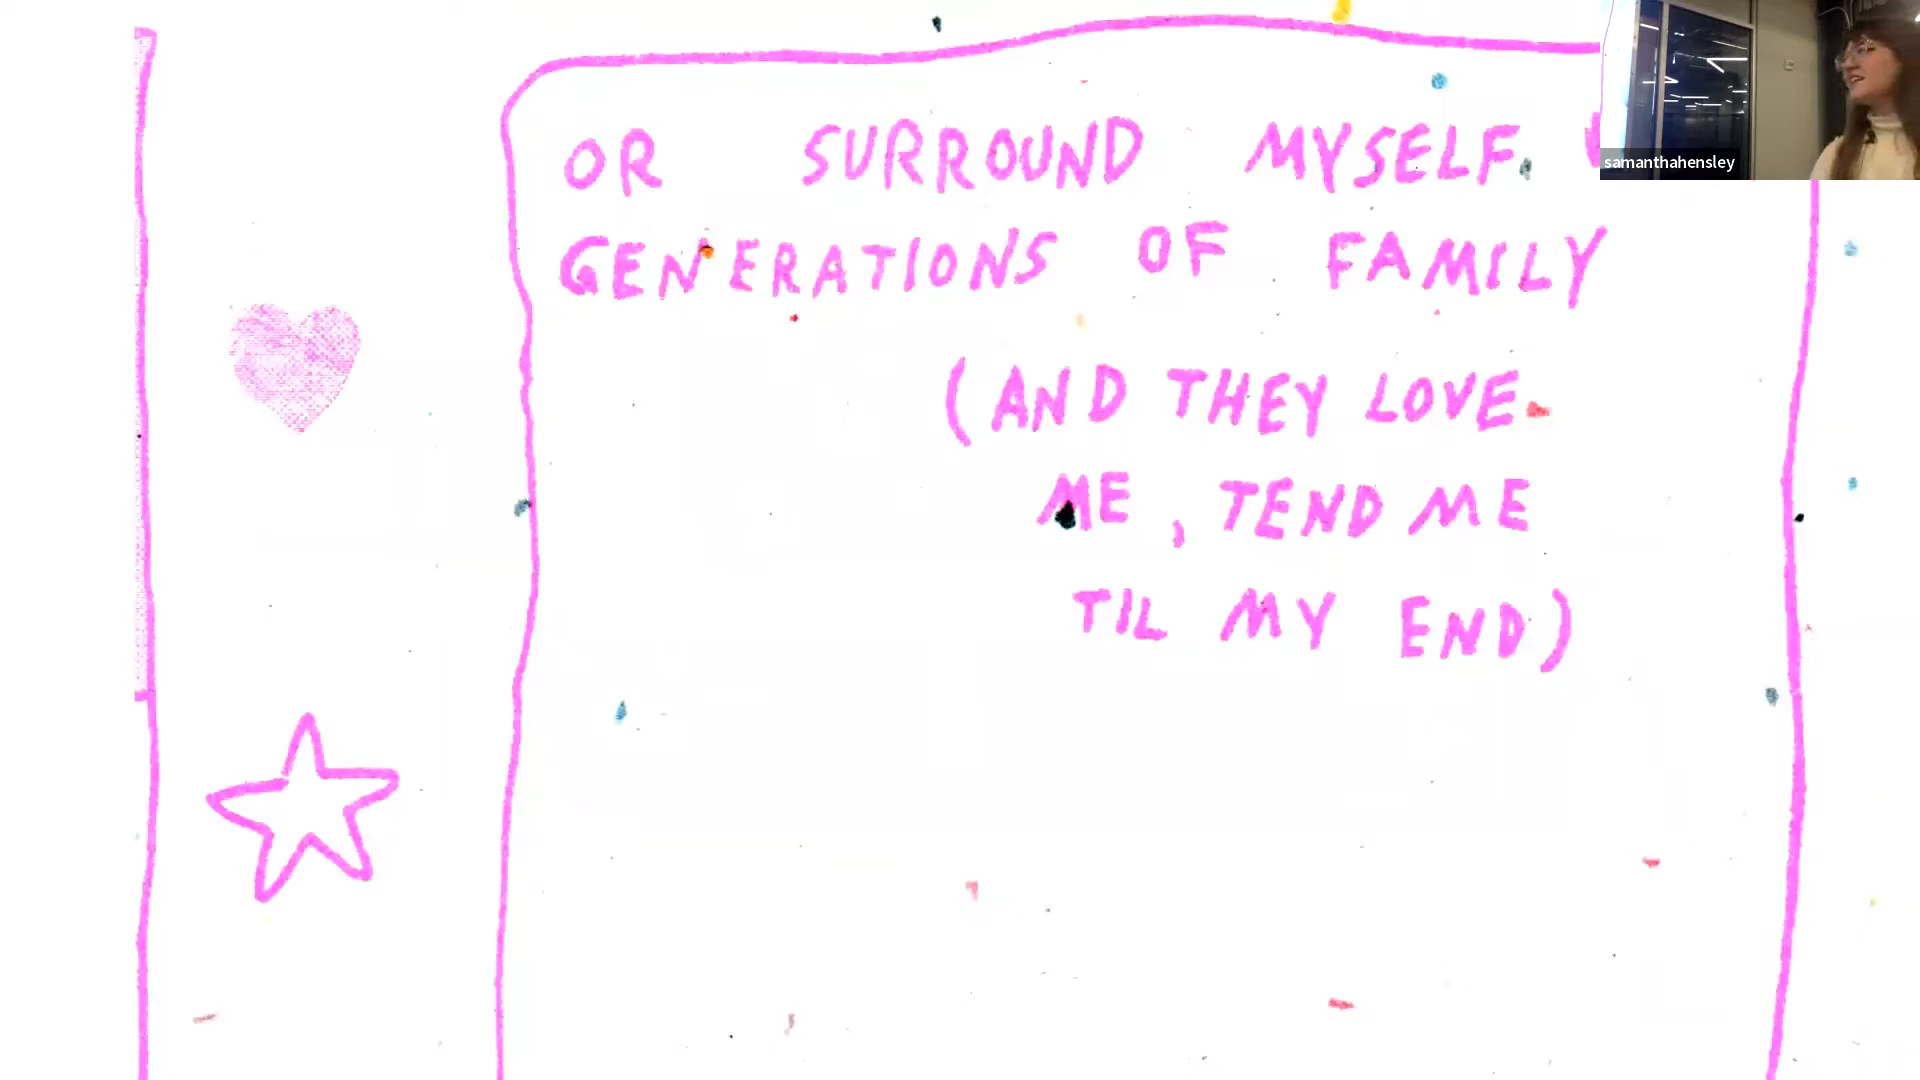 OR SURROUND MYSELF
GENERATIONS OF FAMILY
(AND THEY LOVE
ME, TEND ME
TIL MY END)
samanthahensley